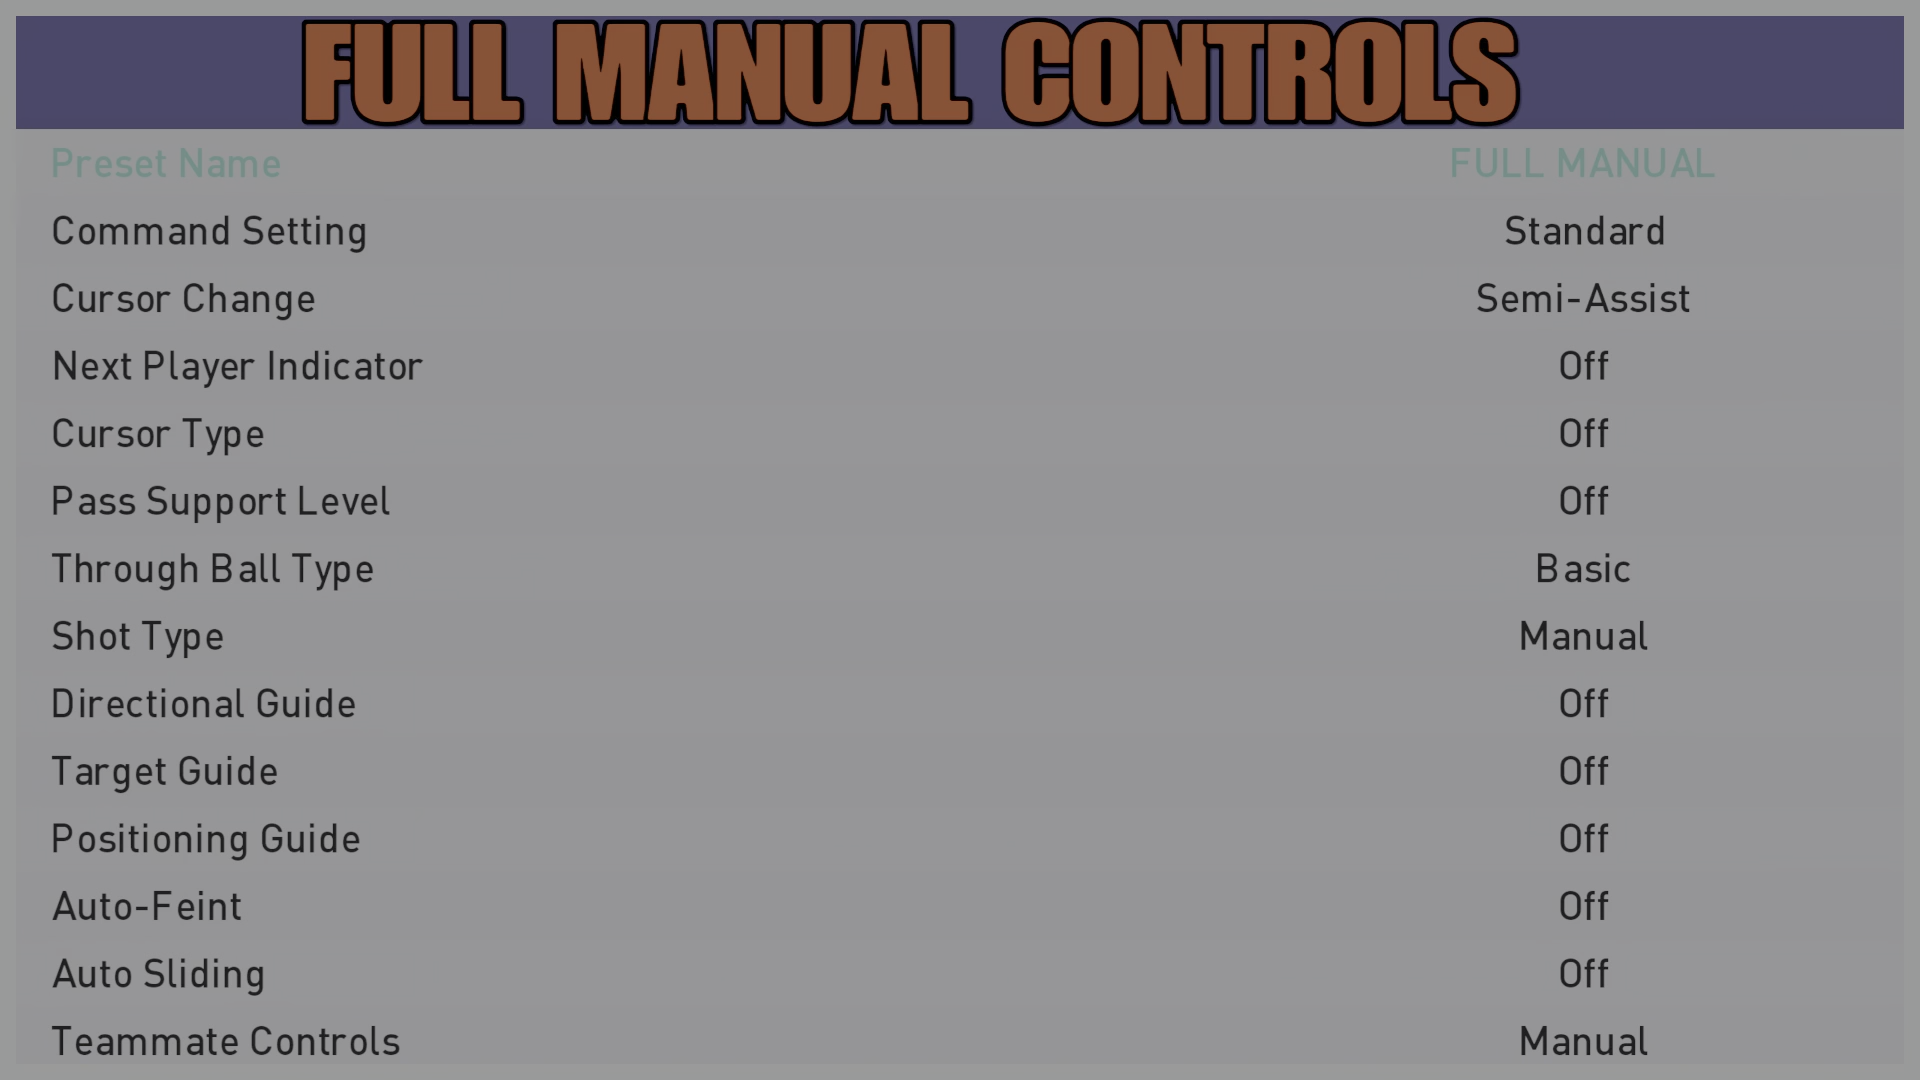 FULL MANUAL CONTROLS
Preset Name FULL MANUAL
Command Setting Standard
Cursor Change Semi-Assist
Next Player Indicator Off
Cursor Type Off
Pass Support Level Off
Through Ball Type Basic
Shot Type Manual
Directional Guide Off
Target Guide Off
Positioning Guide Off
Auto-Feint Off
Auto Sliding Off
Teammate Controls Manual